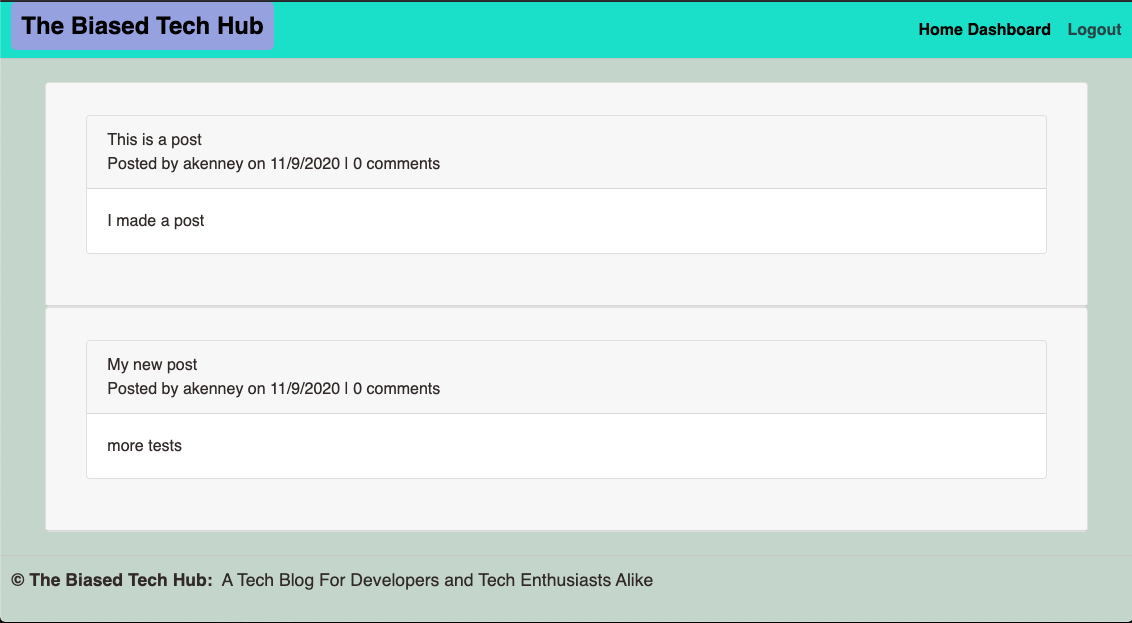 The Biased Tech Hub
Home Dashboard Logout
This is a post
Posted by akenney on 11/9/2020 | 0 comments
I made a post
My new post
Posted by akenney on 11/9/2020 | 0 comments
more tests
© The Biased Tech Hub: A Tech Blog For Developers and Tech Enthusiasts Alike